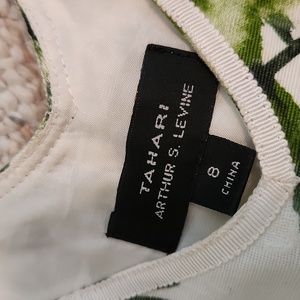 TAHARI
ARTHUR S. LEVINE
8
CHINA